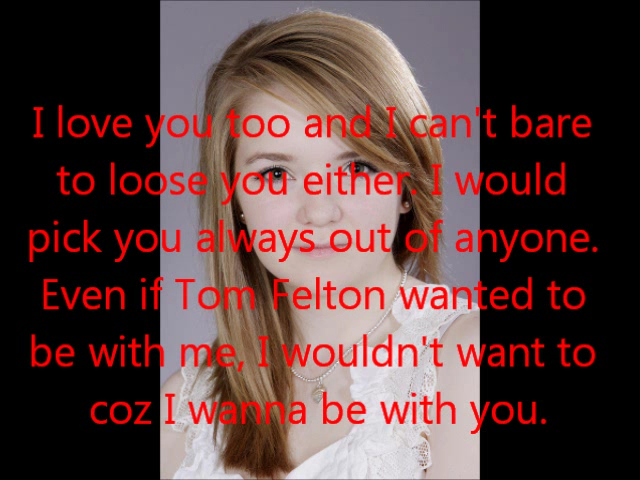 I love you too and I can't bare
to loose you either. I would
pick you always out of anyone.
Even if Tom Felton wanted to
be with me, I wouldn't want to
coz I wanna be with you.